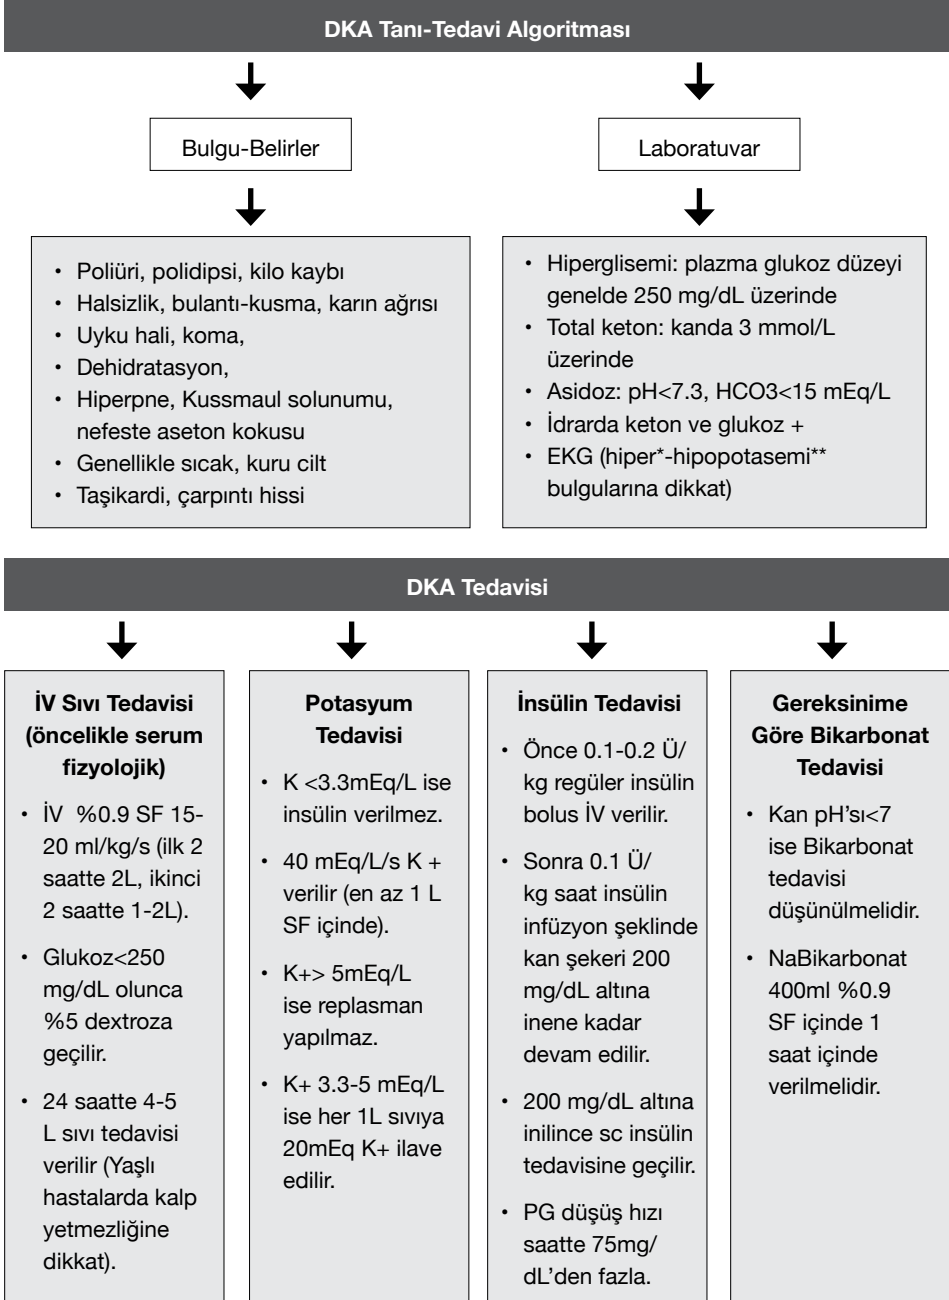 DKA Tanı-Tedavi Algoritması
Bulgu-Belirler
Laboratuvar
• Poliüri, polidipsi, kilo kaybı
• Halsizlik, bulantı-kusma, karın ağrısı
• Uyku hali, koma,
• Dehidratasyon,
• Hiperpne, Kussmaul solunumu,
nefeste aseton kokusu
• Genellikle sıcak, kuru cilt
• Taşikardi, çarpıntı hissi
• Hiperglisemi: plazma glukoz düzeyi
genelde 250 mg/dL üzerinde
• Total keton: kanda 3 mmol/L
üzerinde
• Asidoz: pH<7.3, HCO3<15 mEq/L
• İdrarda keton ve glukoz +
• EKG (hiper*-hipopotasemi**
bulgularına dikkat)
DKA Tedavisi
İV Sıvı Tedavisi
(öncelikle serum
fizyolojik)
• İV %0.9 SF 15-
20 ml/kg/s (ilk 2
saatte 2L, ikinci
2 saatte 1-2L).
• Glukoz<250
mg/dL olunca
%5 dextroza
geçilir.
• 24 saatte 4-5
L sıvı tedavisi
verilir (Yaşlı
hastalarda kalp
yetmezliğine
dikkat).
Potasyum
Tedavisi
• K <3.3mEq/L ise
insülin verilmez.
• 40 mEq/L/s K +
verilir (en az 1 L
SF içinde).
• K+> 5mEq/L
ise replasman
yapılmaz.
• K+ 3.3-5 mEq/L
ise her 1L sıvıya
20mEq K+ ilave
edilir.
İnsülin Tedavisi
• Önce 0.1-0.2 Ü/
kg regüler insülin
bolus İV verilir.
• Sonra 0.1 Ü/
kg saat insülin
infüzyon şeklinde
kan şekeri 200
mg/dL altına
inene kadar
devam edilir.
• 200 mg/dL altına
inilince sc insülin
tedavisine geçilir.
• PG düşüş hızı
saatte 75mg/
dL’den fazla.
Gereksinime
Göre Bikarbonat
Tedavisi
• Kan pH’sı<7
ise Bikarbonat
tedavisi
düşünülmelidir.
• NaBikarbonat
400ml %0.9
SF içinde 1
saat içinde
verilmelidir.